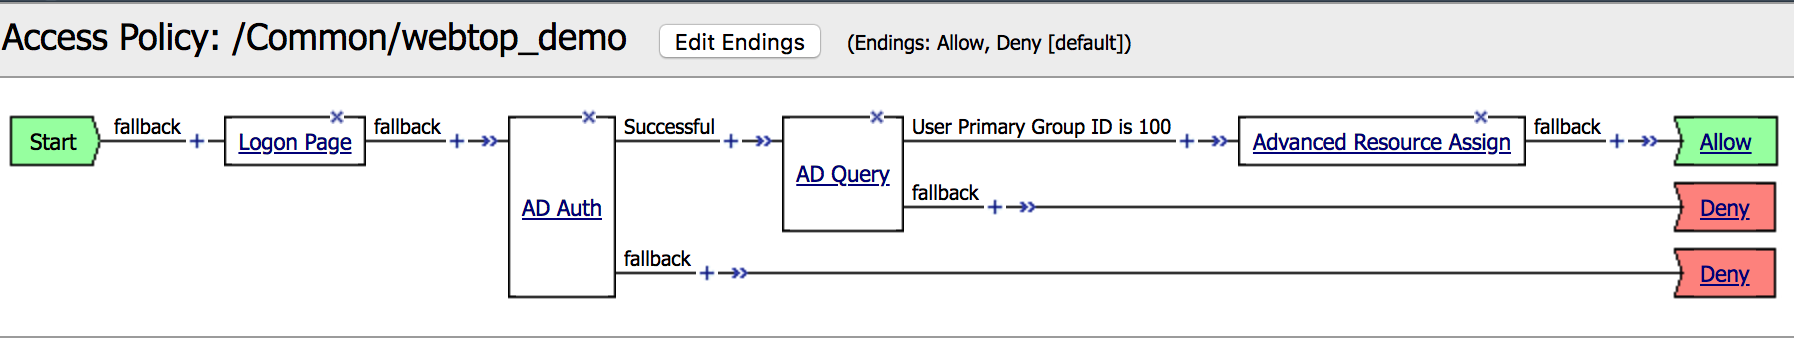 Access Policy: /Common/webtop_demo Edit Endings (Endings: Allow, Deny [default])
Start fallback Logon Page fallback Successful User Primary Group ID is 100 Advanced Resource Assign fallback Allow
AD Query
fallback Deny
AD Auth
fallback Deny